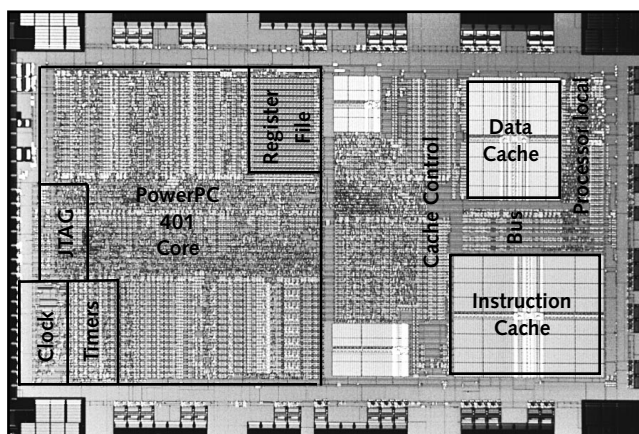 Register
File
PowerPC
401
Core
JTAG
Clock
Timers
Cache Control
Data
Cache
Processor local
Bus
Instruction
Cache